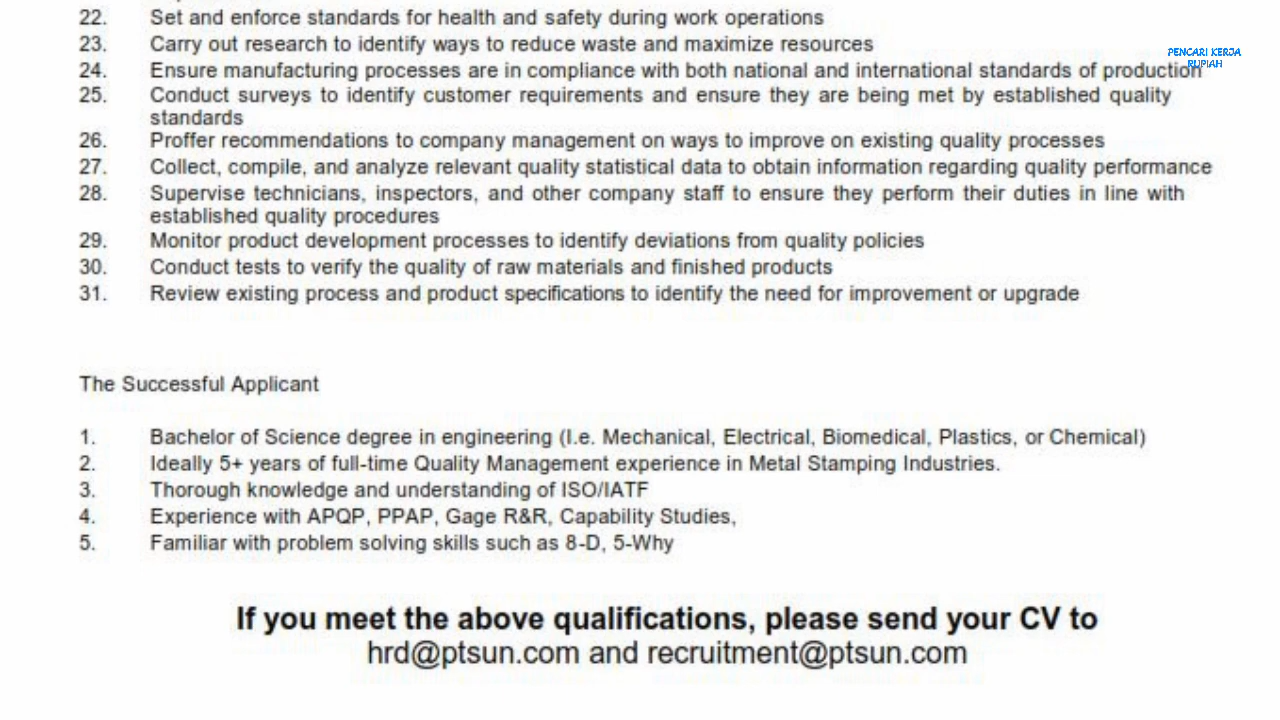 22. Set and enforce standards for health and safety during work operations
23. Carry out research to identify ways to reduce waste and maximize resources
24. Ensure manufacturing processes are in compliance with both national and international standards of production
25. Conduct surveys to identify customer requirements and ensure they are being met by established quality
standards
26. Proffer recommendations to company management on ways to improve on existing quality processes
27. Collect, compile, and analyze relevant quality statistical data to obtain information regarding quality performance
28. Supervise technicians, inspectors, and other company staff to ensure they perform their duties in line with
established quality procedures
29. Monitor product development processes to identify deviations from quality policies
30. Conduct tests to verify the quality of raw materials and finished products
31. Review existing process and product specifications to identify the need for improvement or upgrade
The Successful Applicant
1. Bachelor of Science degree in engineering (I.e. Mechanical, Electrical, Biomedical, Plastics, or Chemical)
2. Ideally 5+ years of full-time Quality Management experience in Metal Stamping Industries.
3. Thorough knowledge and understanding of ISO/IATF
4. Experience with APQP, PPAP, Gage R&R, Capability Studies,
5. Familiar with problem solving skills such as 8-D, 5-Why
If you meet the above qualifications, please send your CV to
hrd@ptsun.com and recruitment@ptsun.com
PENCARI KERJA
RUPIAH